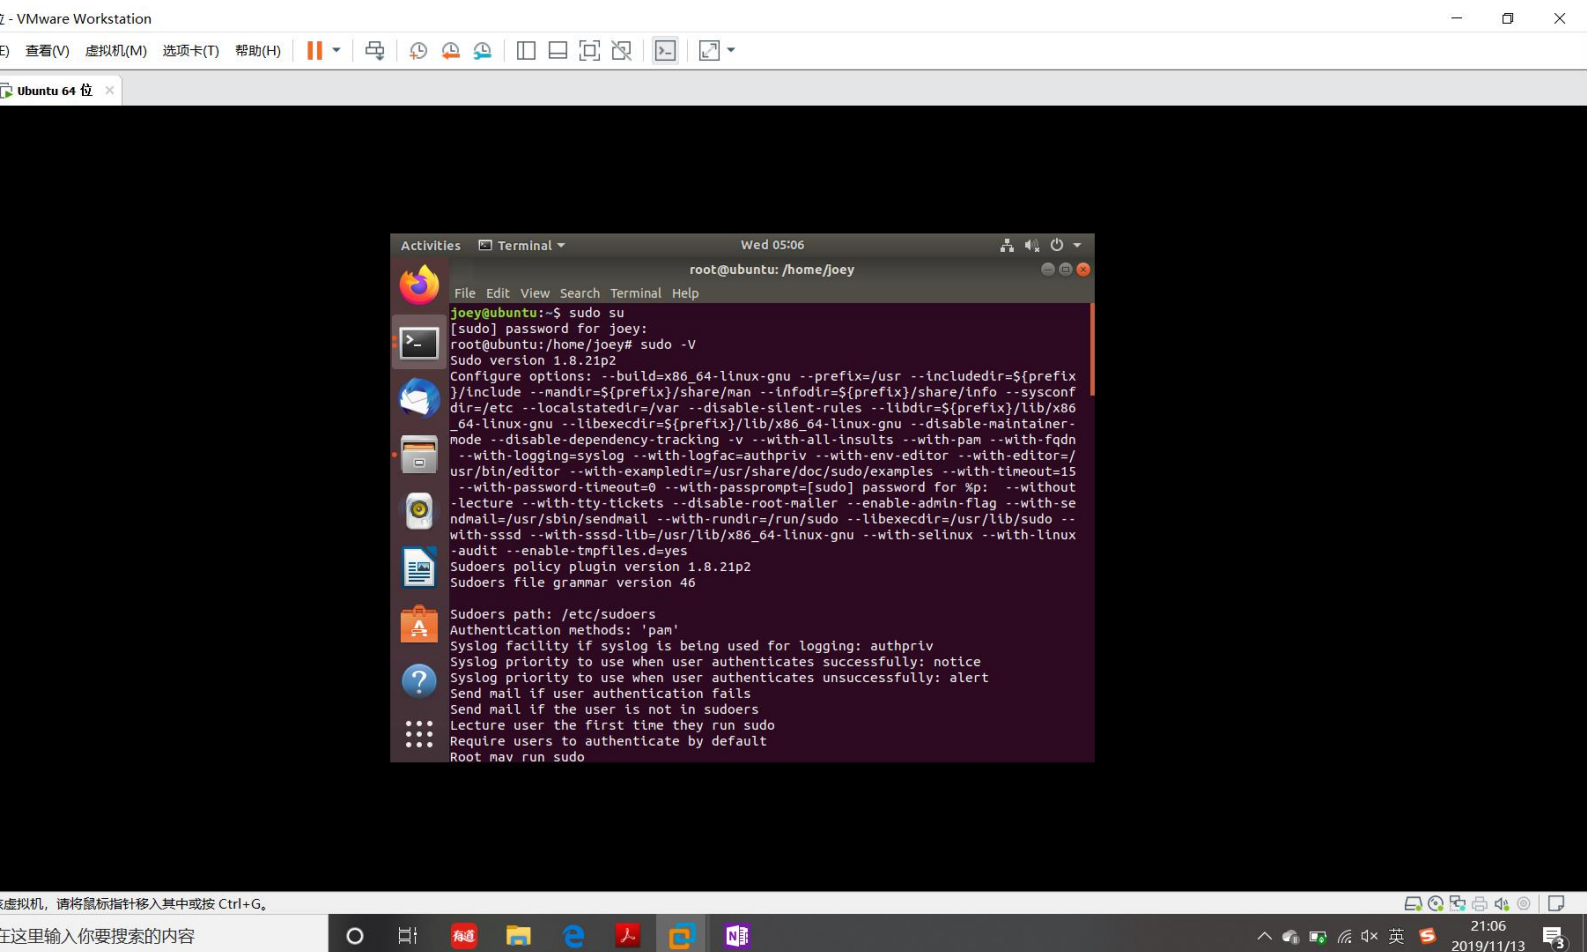 - VMware Workstation
查看(V) 虚拟机(M) 选项卡(T) 帮助(H)
Ubuntu 64 位
Activities Terminal Wed 05:06
root@ubuntu: /home/joey
File Edit View Search Terminal Help
joey@ubuntu:~$ sudo su
[sudo] password for joey:
root@ubuntu:/home/joey# sudo -V
Sudo version 1.8.21p2
Configure options: --build=x86_64-linux-gnu --prefix=/usr --includedir=${prefix
}/include --mandir=${prefix}/share/man --infodir=${prefix}/share/info --sysconf
dir=/etc --localstatedir=/var --disable-silent-rules --libdir=${prefix}/lib/x86
_64-linux-gnu --libexecdir=${prefix}/lib/x86_64-linux-gnu --disable-maintainer-
mode --disable-dependency-tracking -v --with-all-insults --with-pam --with-fqdn
--with-logging=syslog --with-logfac=authpriv --with-env-editor --with-editor=/
usr/bin/editor --with-exampledir=/usr/share/doc/sudo/examples --with-timeout=15
--with-password-timeout=0 --with-passprompt=[sudo] password for %p: --without
-lecture --with-tty-tickets --disable-root-mailer --enable-admin-flag --with-se
ndmail=/usr/sbin/sendmail --with-rundir=/run/sudo --libexecdir=/usr/lib/sudo --
with-sssd --with-sssd-lib=/usr/lib/x86_64-linux-gnu --with-selinux --with-linux
-audit --enable-tmpfiles.d=yes
Sudoers policy plugin version 1.8.21p2
Sudoers file grammar version 46
Sudoers path: /etc/sudoers
Authentication methods: 'pam'
Syslog facility if syslog is being used for logging: authpriv
Syslog priority to use when user authenticates successfully: notice
Syslog priority to use when user authenticates unsuccessfully: alert
Send mail if user authentication fails
Send mail if the user is not in sudoers
Lecture user the first time they run sudo
Require users to authenticate by default
Root may run sudo
虚拟机，请将鼠标指针移入其中或按 Ctrl+G。
在这里输入你要搜索的内容
有道
英
21:06
2019/11/13
3